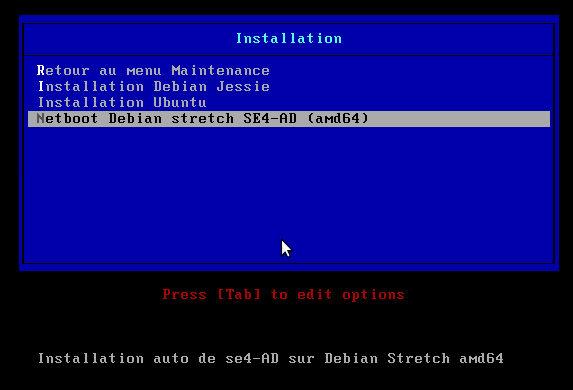 Installation
Retour au menu Maintenance
Installation Debian Jessie
Installation Ubuntu
Netboot Debian stretch SE4-AD (amd64)
Press [Tab] to edit options
Installation auto de se4-AD sur Debian Stretch amd64